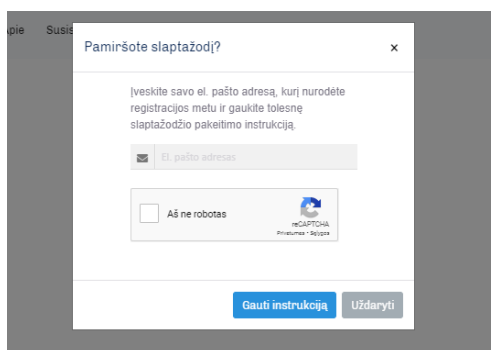 Apie Susis
Pamiršote slaptažodį?
×
Įveskite savo el. pašto adresą, kurį nurodėte
registracijos metu ir gaukite tolesnę
slaptažodžio pakeitimo instrukciją.
El. pašto adresas
Aš ne robotas
reCAPTCHA
Privatumas • Sąlygos
Gauti instrukciją Uždaryti